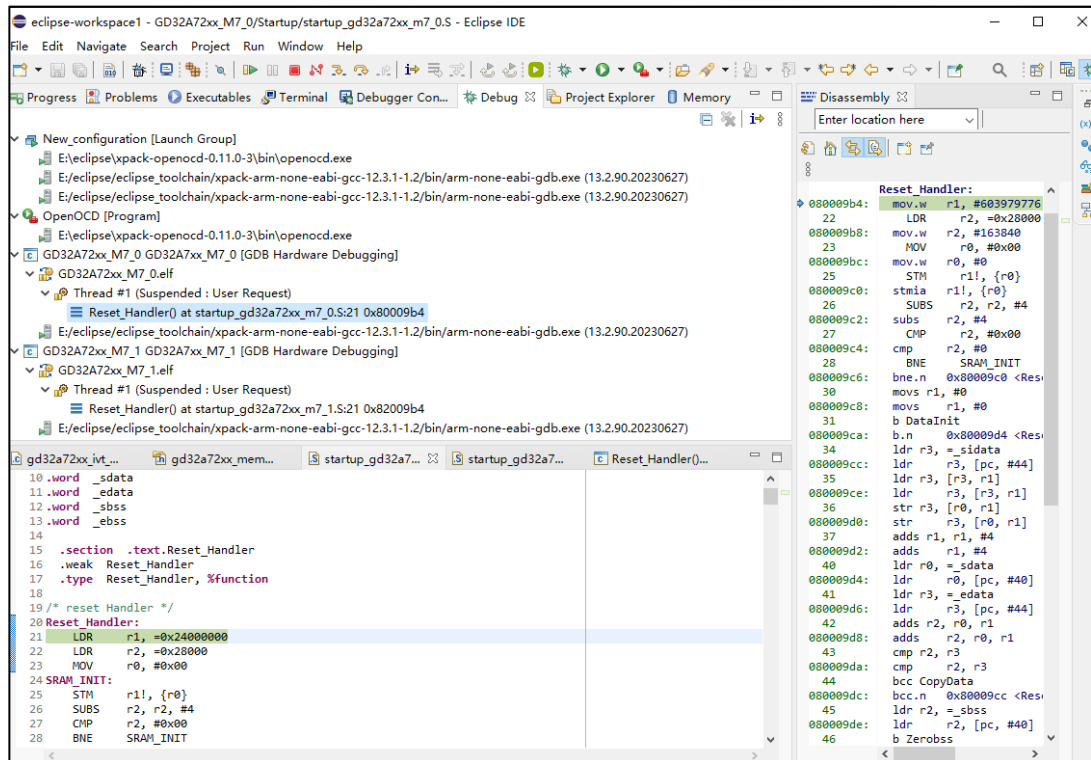 eclipse-workspace1 - GD32A72xx_M7_0/Startup/startup_gd32a72xx_m7_0.S - Eclipse IDE
File Edit Navigate Search Project Run Window Help
Progress Problems Executables Terminal Debugger Con... Debug Project Explorer Memory
New_configuration [Launch Group]
E:\eclipse\xpack-openocd-0.11.0-3\bin\openocd.exe
E:/eclipse/eclipse_toolchain/xpack-arm-none-eabi-gcc-12.3.1-1.2/bin/arm-none-eabi-gdb.exe (13.2.90.20230627)
E:/eclipse/eclipse_toolchain/xpack-arm-none-eabi-gcc-12.3.1-1.2/bin/arm-none-eabi-gdb.exe (13.2.90.20230627)
OpenOCD [Program]
E:\eclipse\xpack-openocd-0.11.0-3\bin\openocd.exe
GD32A72xx_M7_0 GD32A7xx_M7_0 [GDB Hardware Debugging]
GD32A72xx_M7_0.elf
Thread #1 (Suspended : User Request)
Reset_Handler() at startup_gd32a72xx_m7_0.S:21 0x80009b4
E:/eclipse/eclipse_toolchain/xpack-arm-none-eabi-gcc-12.3.1-1.2/bin/arm-none-eabi-gdb.exe (13.2.90.20230627)
GD32A72xx_M7_1 GD32A7xx_M7_1 [GDB Hardware Debugging]
GD32A72xx_M7_1.elf
Thread #1 (Suspended : User Request)
Reset_Handler() at startup_gd32a72xx_m7_1.S:21 0x82009b4
E:/eclipse/eclipse_toolchain/xpack-arm-none-eabi-gcc-12.3.1-1.2/bin/arm-none-eabi-gdb.exe (13.2.90.20230627)
gd32a72xx_ivt_... gd32a72xx_mem... startup_gd32a7... startup_gd32a7... Reset_Handler()...
10 .word _sdata
11 .word _edata
12 .word _sbss
13 .word _ebss
14
15 .section .text.Reset_Handler
16 .weak Reset_Handler
17 .type Reset_Handler, %function
18
19 /* reset Handler */
20 Reset_Handler:
21 LDR r1, =0x24000000
22 LDR r2, =0x28000
23 MOV r0, #0x00
24 SRAM_INIT:
25 STM r1!, {r0}
26 SUBS r2, r2, #4
27 CMP r2, #0x00
28 BNE SRAM_INIT
Disassembly
Enter location here
Reset_Handler:
080009b4: mov.w r1, #603979776
22 LDR r2, =0x28000
080009b8: mov.w r2, #163840
23 MOV r0, #0x00
080009bc: mov.w r0, #0
25 STM r1!, {r0}
080009c0: stmia r1!, {r0}
26 SUBS r2, r2, #4
080009c2: subs r2, #4
27 CMP r2, #0x00
080009c4: cmp r2, #0
28 BNE SRAM_INIT
080009c6: bne.n 0x80009c0 <Res
30 movs r1, #0
080009c8: movs r1, #0
31 b DataInit
080009ca: b.n 0x80009d4 <Res
34 ldr r3, =_sidata
080009cc: ldr r3, [pc, #44]
35 ldr r3, [r3, r1]
080009ce: ldr r3, [r3, r1]
36 str r3, [r0, r1]
080009d0: str r3, [r0, r1]
37 adds r1, r1, #4
080009d2: adds r1, #4
40 ldr r0, =_sdata
080009d4: ldr r0, [pc, #40]
41 ldr r3, =_edata
080009d6: ldr r3, [pc, #44]
42 adds r2, r0, r1
080009d8: adds r2, r0, r1
43 cmp r2, r3
080009da: cmp r2, r3
44 bcc CopyData
080009dc: bcc.n 0x80009cc <Res
45 ldr r2, =_sbss
080009de: ldr r2, [pc, #40]
46 b Zerobss